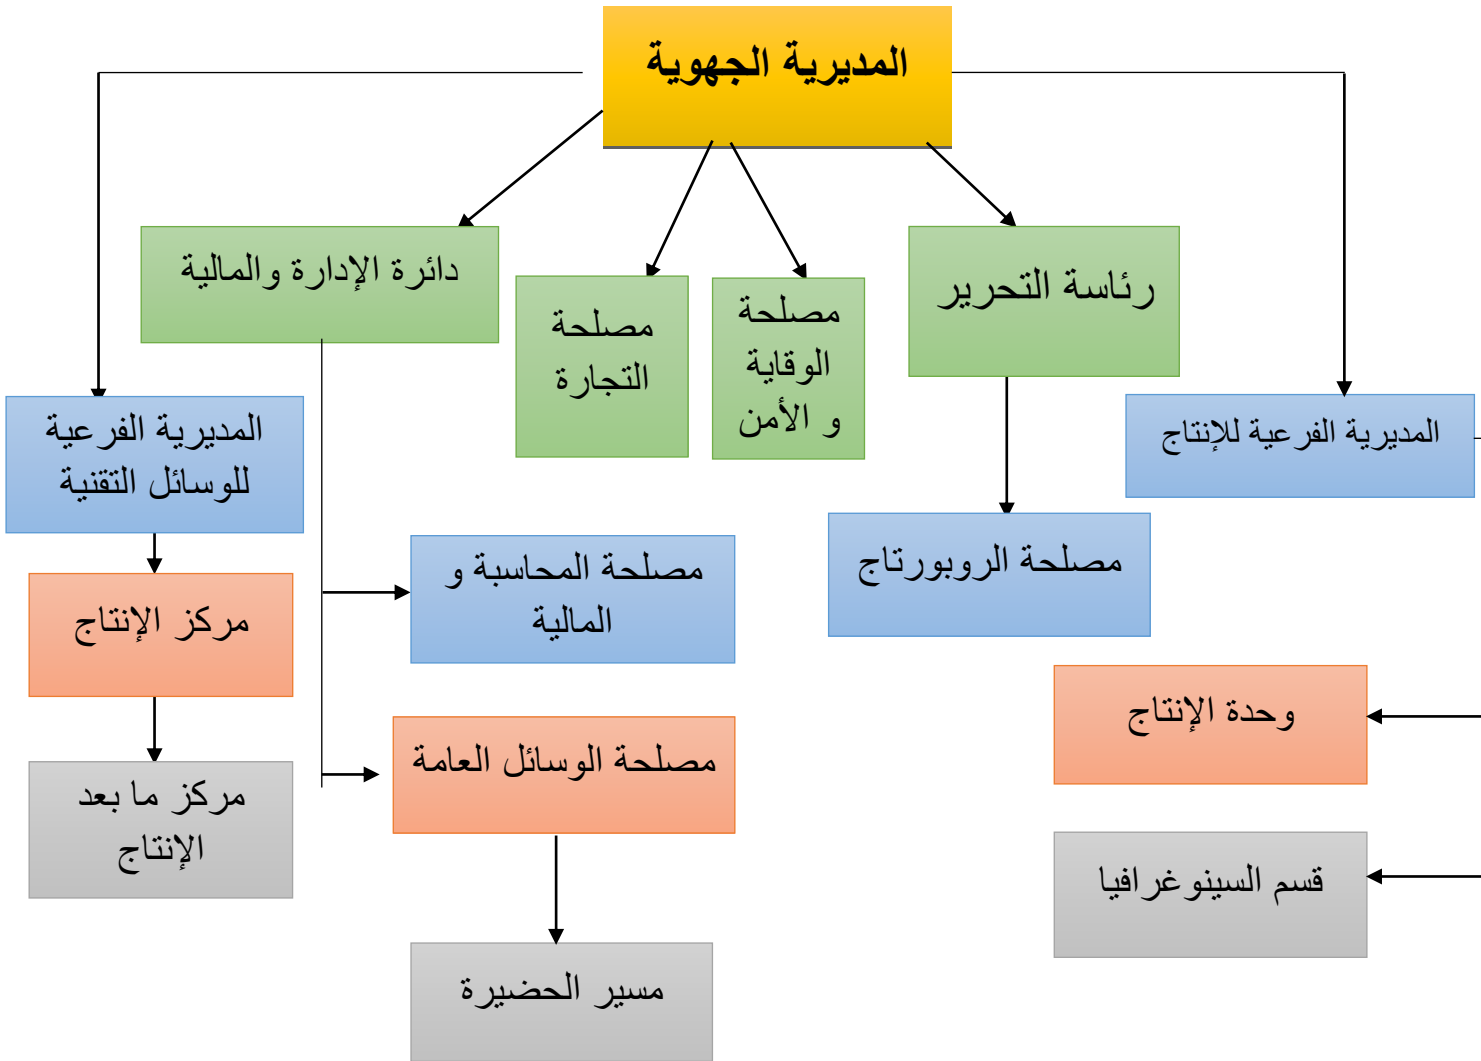 المديرية الجهوية
رئاسة التحرير
مصلحة
الوقاية
و الأمن
مصلحة
التجارة
دائرة الإدارة والمالية
المديرية الفرعية للإنتاج
المديرية الفرعية
للوسائل التقنية
مصلحة الروبورتاج
مصلحة المحاسبة و
المالية
مركز الإنتاج
وحدة الإنتاج
مصلحة الوسائل العامة
مركز ما بعد
الإنتاج
قسم السينوغرافيا
مسير الحضيرة